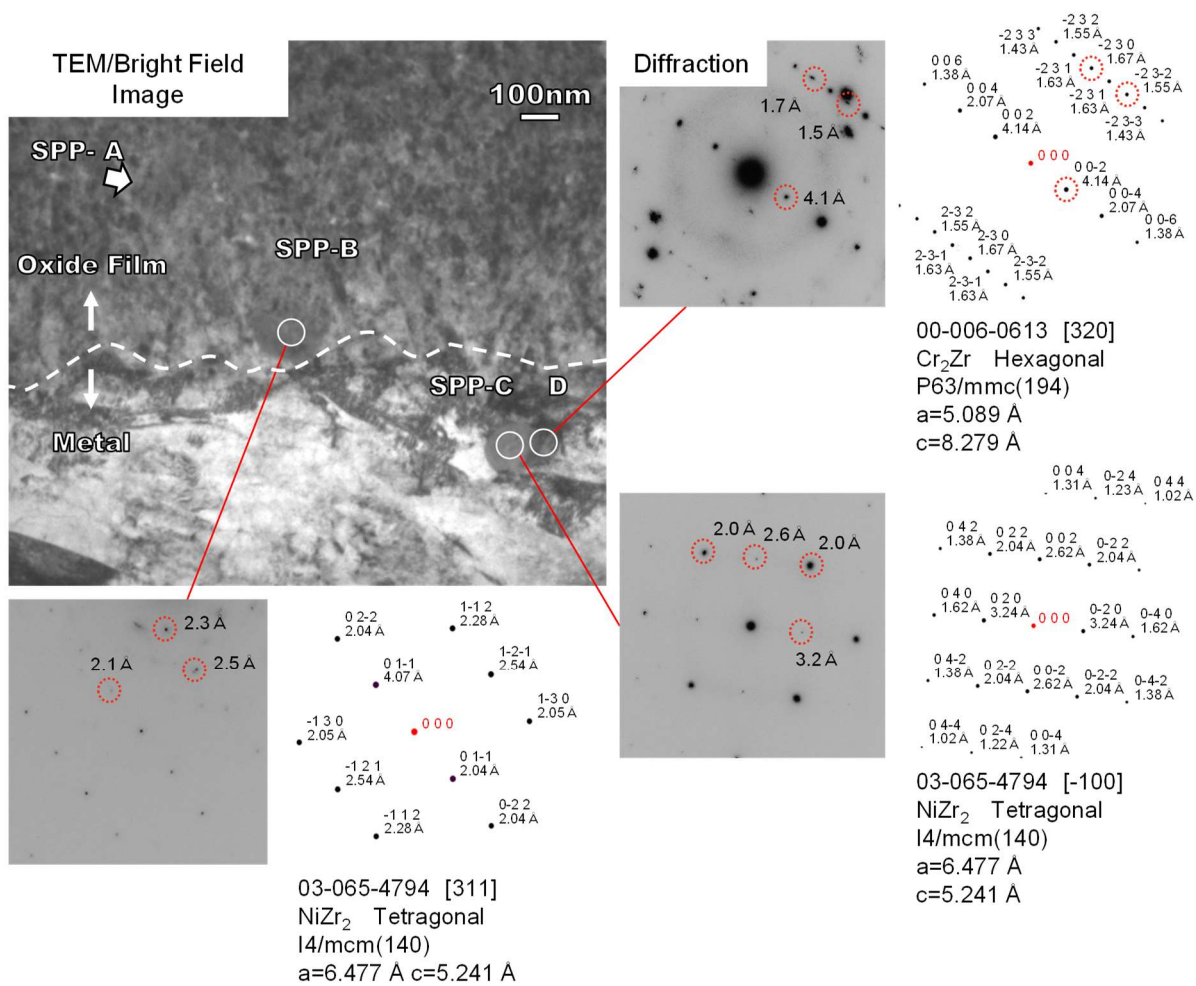 TEM/Bright Field
Image
100nm
SPP- A
SPP-B
Oxide Film
SPP-C
D
Metal
Diffraction
1.7 Å
1.5 Å
4.1 Å
-2 3 2
1.55 Å
-2 3 3
1.43 Å
-2 3 0
1.67 Å
0 0 6
1.38 Å
-2 3 1
1.63 Å
-2 3-2
1.55 Å
0 0 4
2.07 Å
-2 3 1
1.63 Å
0 0 2
4.14 Å
-2 3-3
1.43 Å
0 0 0
0 0-2
4.14 Å
0 0-4
2.07 Å
2-3 2
1.55 Å
0 0-6
1.38 Å
2-3 0
1.67 Å
2-3-1
1.63 Å
2-3-2
1.55 Å
2-3-1
1.63 Å
00-006-0613 [320]
Cr₂Zr Hexagonal
P63/mmc(194)
a=5.089 Å
c=8.279 Å
2.0 Å
2.6 Å
2.0 Å
3.2 Å
0 0 4
1.31 Å
0-2 4
1.23 Å
0 4 4
1.02 Å
0 4 2
1.38 Å
0 2 2
2.04 Å
0 0 2
2.62 Å
0-2 2
2.04 Å
0 4 0
1.62 Å
0 2 0
3.24 Å
0 0 0
0-2 0
3.24 Å
0-4 0
1.62 Å
0 4-2
1.38 Å
0 2-2
2.04 Å
0 0-2
2.62 Å
0-2-2
2.04 Å
0-4-2
1.38 Å
0 4-4
1.02 Å
0 2-4
1.22 Å
0 0-4
1.31 Å
03-065-4794 [-100]
NiZr₂ Tetragonal
I4/mcm(140)
a=6.477 Å
c=5.241 Å
2.3 Å
2.1 Å
2.5 Å
0 2-2
2.04 Å
1-1 2
2.28 Å
0 1-1
4.07 Å
1-2-1
2.54 Å
-1 3 0
2.05 Å
0 0 0
1-3 0
2.05 Å
-1 2 1
2.54 Å
0 1-1
2.04 Å
-1 1 2
2.28 Å
0-2 2
2.04 Å
03-065-4794 [311]
NiZr₂ Tetragonal
I4/mcm(140)
a=6.477 Å c=5.241 Å